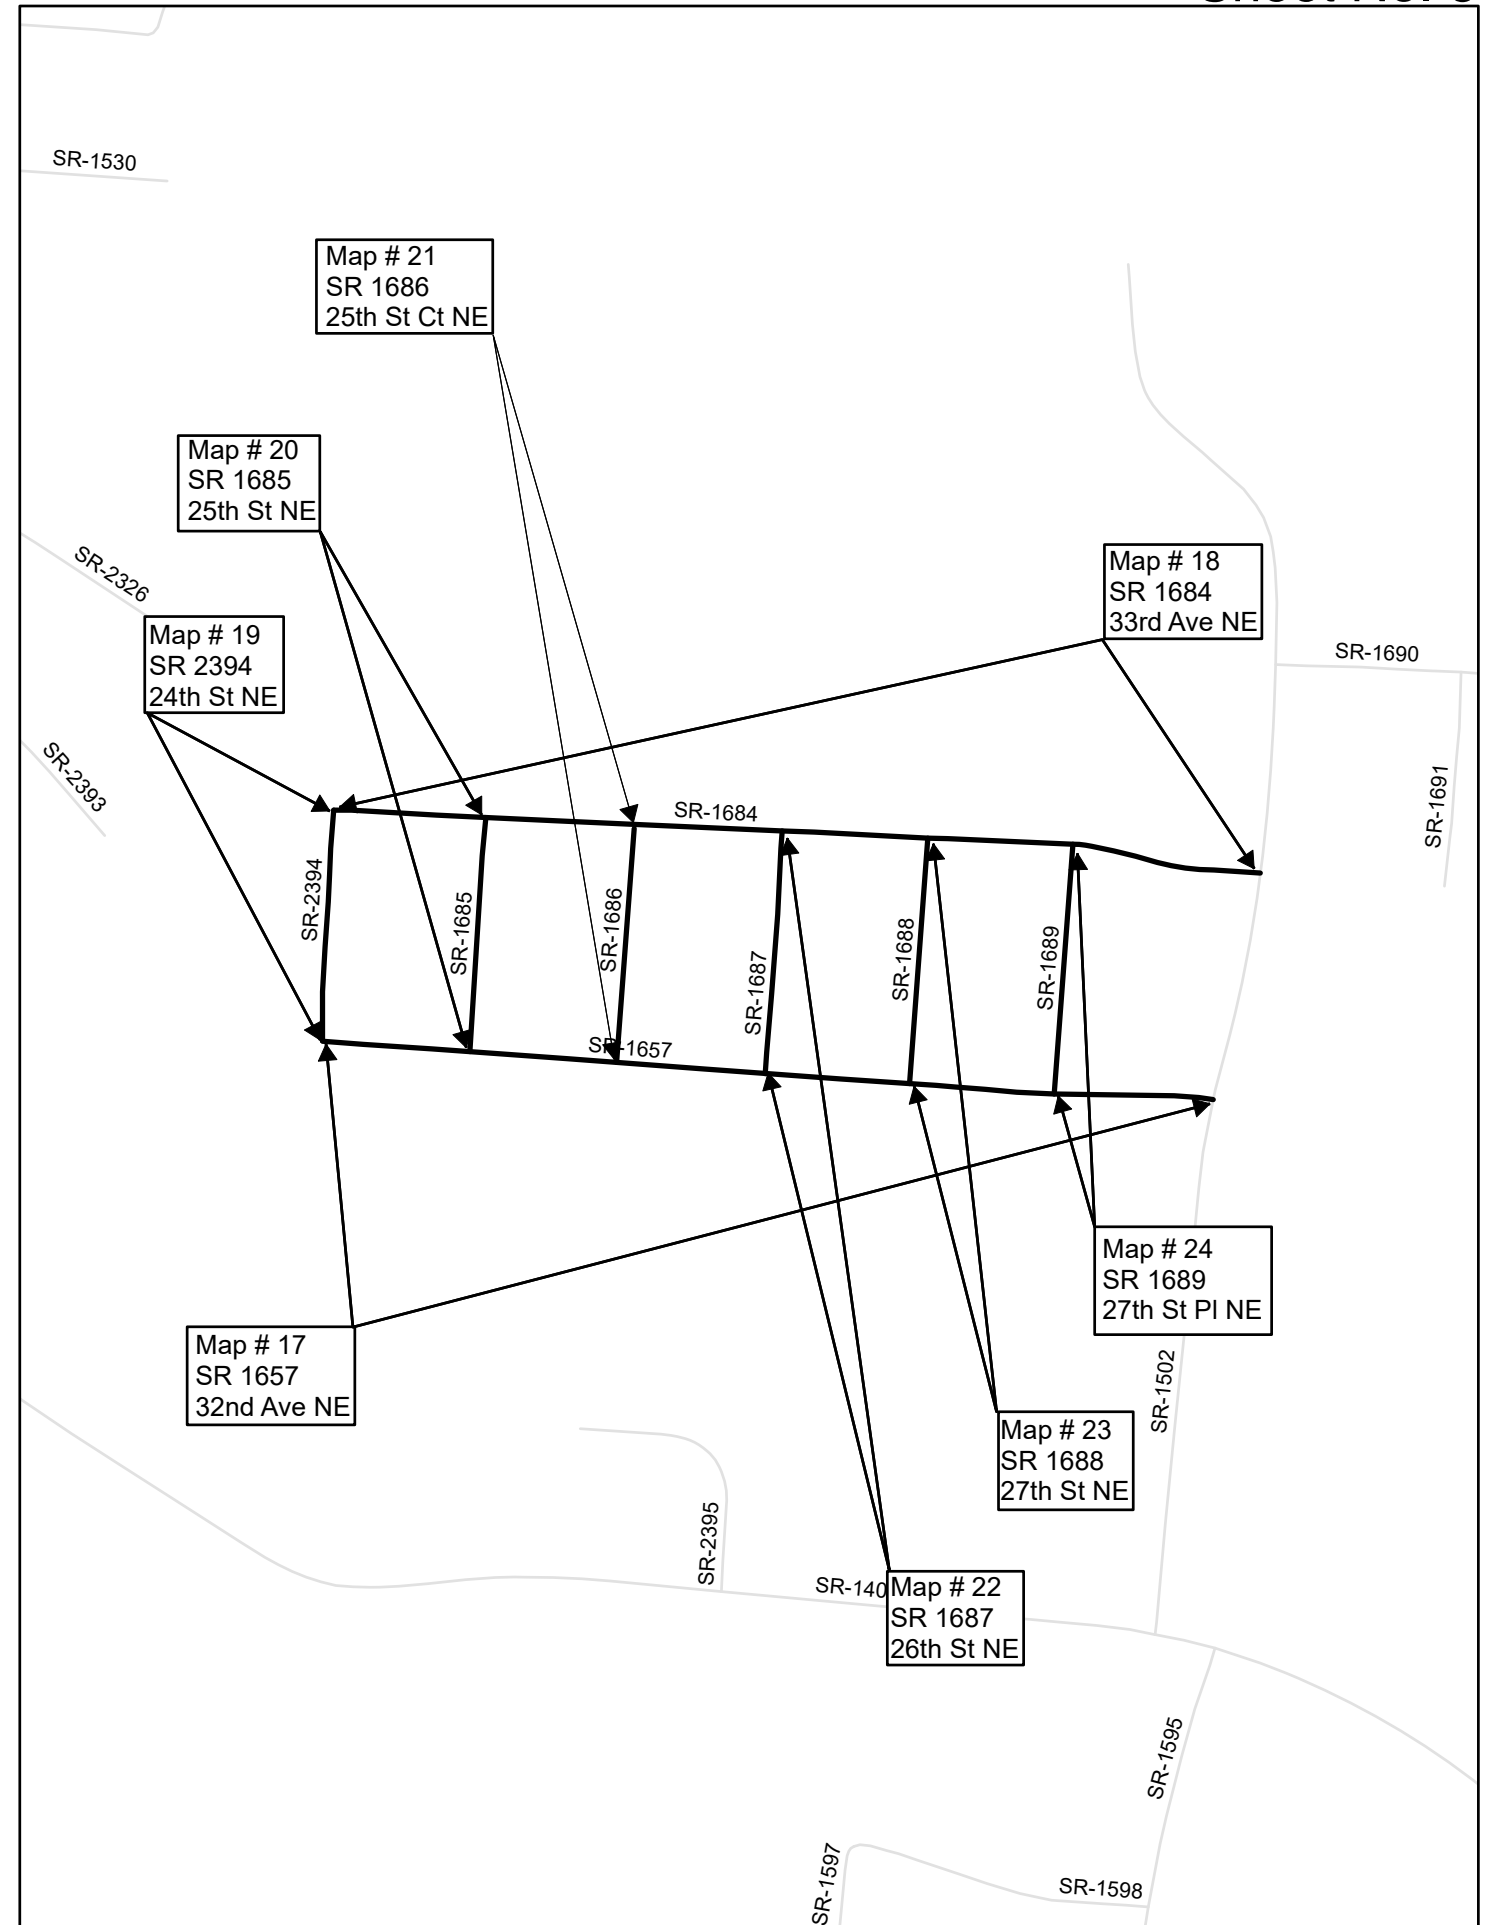 SR-1530
Map # 21
SR 1686
25th St Ct NE
Map # 20
SR 1685
25th St NE
SR-2326
Map # 18
SR 1684
33rd Ave NE
Map # 19
SR 2394
24th St NE
SR-1690
SR-2393
SR-1691
SR-1684
SR-2394
SR-1685
SR-1686
SR-1687
SR-1688
SR-1689
SR-1657
Map # 24
SR 1689
27th St Pl NE
Map # 17
SR 1657
32nd Ave NE
SR-1502
Map # 23
SR 1688
27th St NE
SR-2395
SR-140
Map # 22
SR 1687
26th St NE
SR-1595
SR-1597
SR-1598